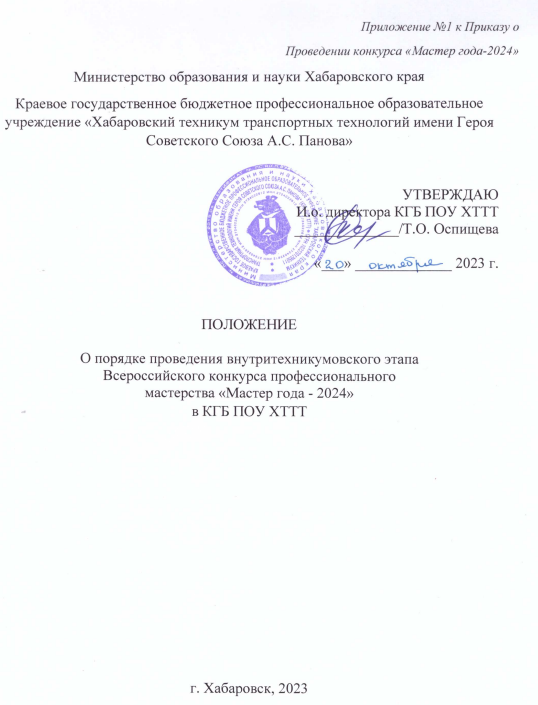 Приложение №1 к Приказу о
Проведении конкурса «Мастер года-2024»
Министерство образования и науки Хабаровского края
Краевое государственное бюджетное профессиональное образовательное
учреждение «Хабаровский техникум транспортных технологий имени Героя
Советского Союза А.С. Панова»
УТВЕРЖДАЮ
И.о. директора КГБ ПОУ ХТТТ
/Т.О. Оспищева
«20» октября 2023 г.
ПОЛОЖЕНИЕ
О порядке проведения внутритехникумовского этапа
Всероссийского конкурса профессионального
мастерства «Мастер года - 2024»
в КГБ ПОУ ХТТТ
г. Хабаровск, 2023